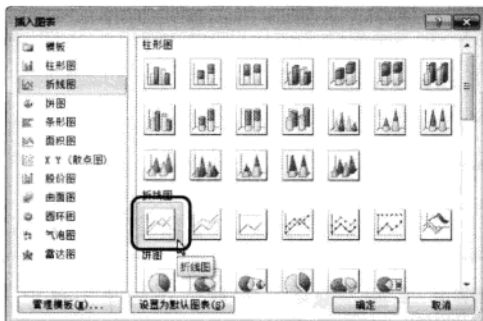 插入图表
模板
柱形图
折线图
饼图
条形图
面积图
X Y (散点图)
股价图
曲面图
圆环图
气泡图
雷达图
柱形图
折线图
折线图
饼图
管理模板(M)...
设置为默认图表(S)
确定
取消